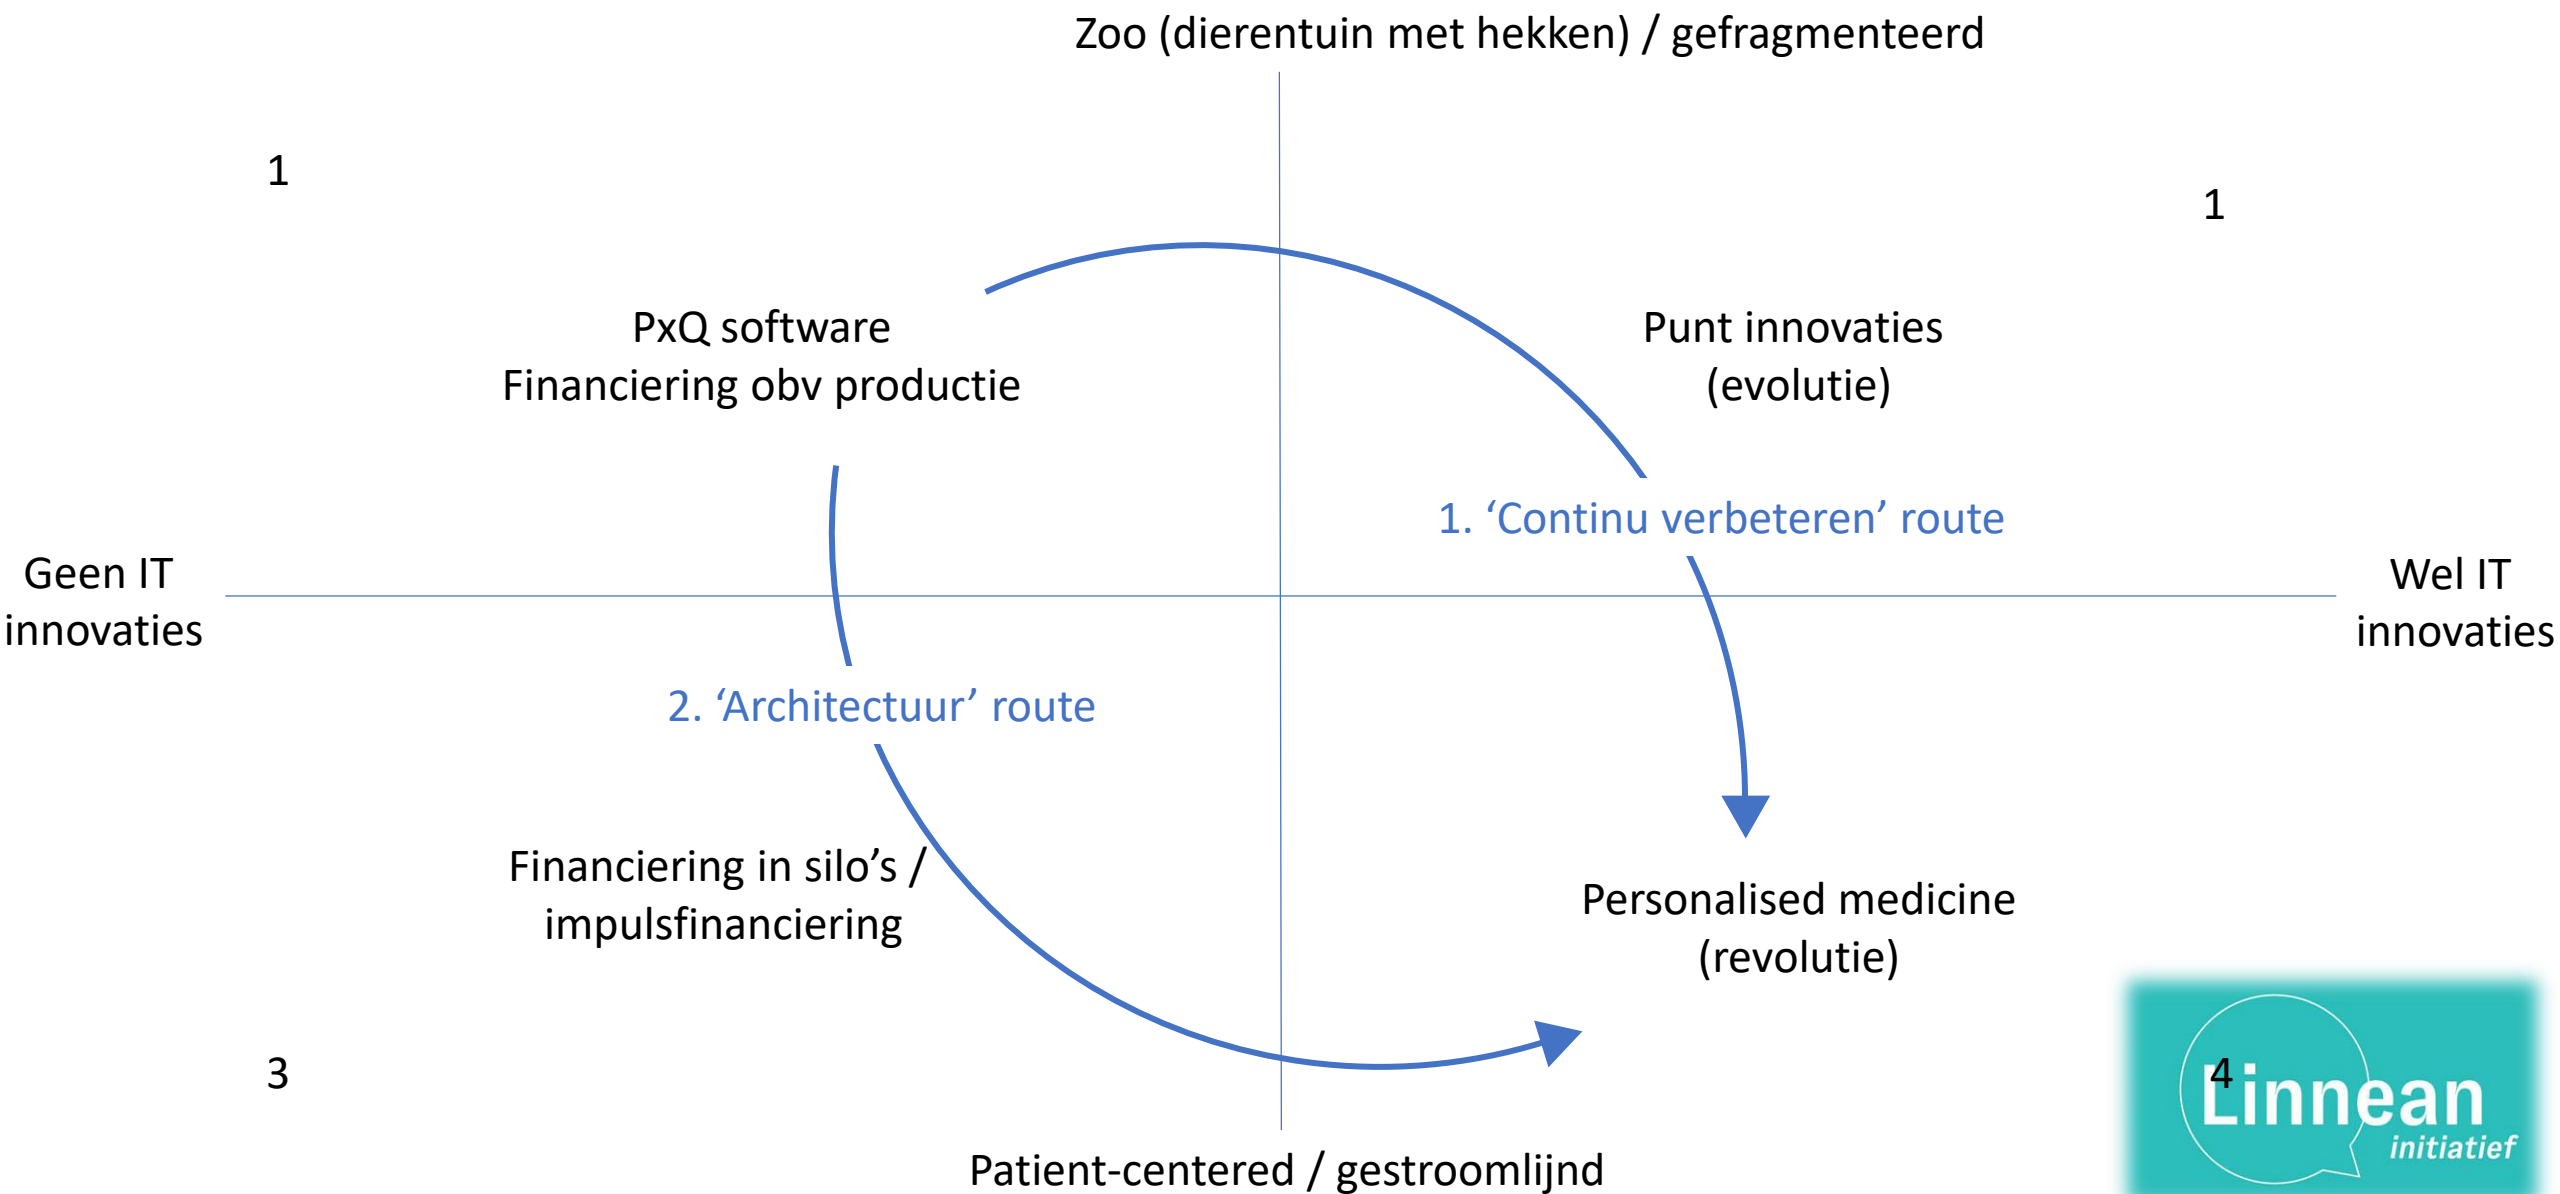 Zoo (dierentuin met hekken) / gefragmenteerd
1
1
PxQ software
Financiering obv productie
Punt innovaties
(evolutie)
1. ‘Continu verbeteren’ route
Geen IT
innovaties
Wel IT
innovaties
2. ‘Architectuur’ route
Financiering in silo’s /
impulsfinanciering
Personalised medicine
(revolutie)
3
4
Linnean
initiatief
Patient-centered / gestroomlijnd